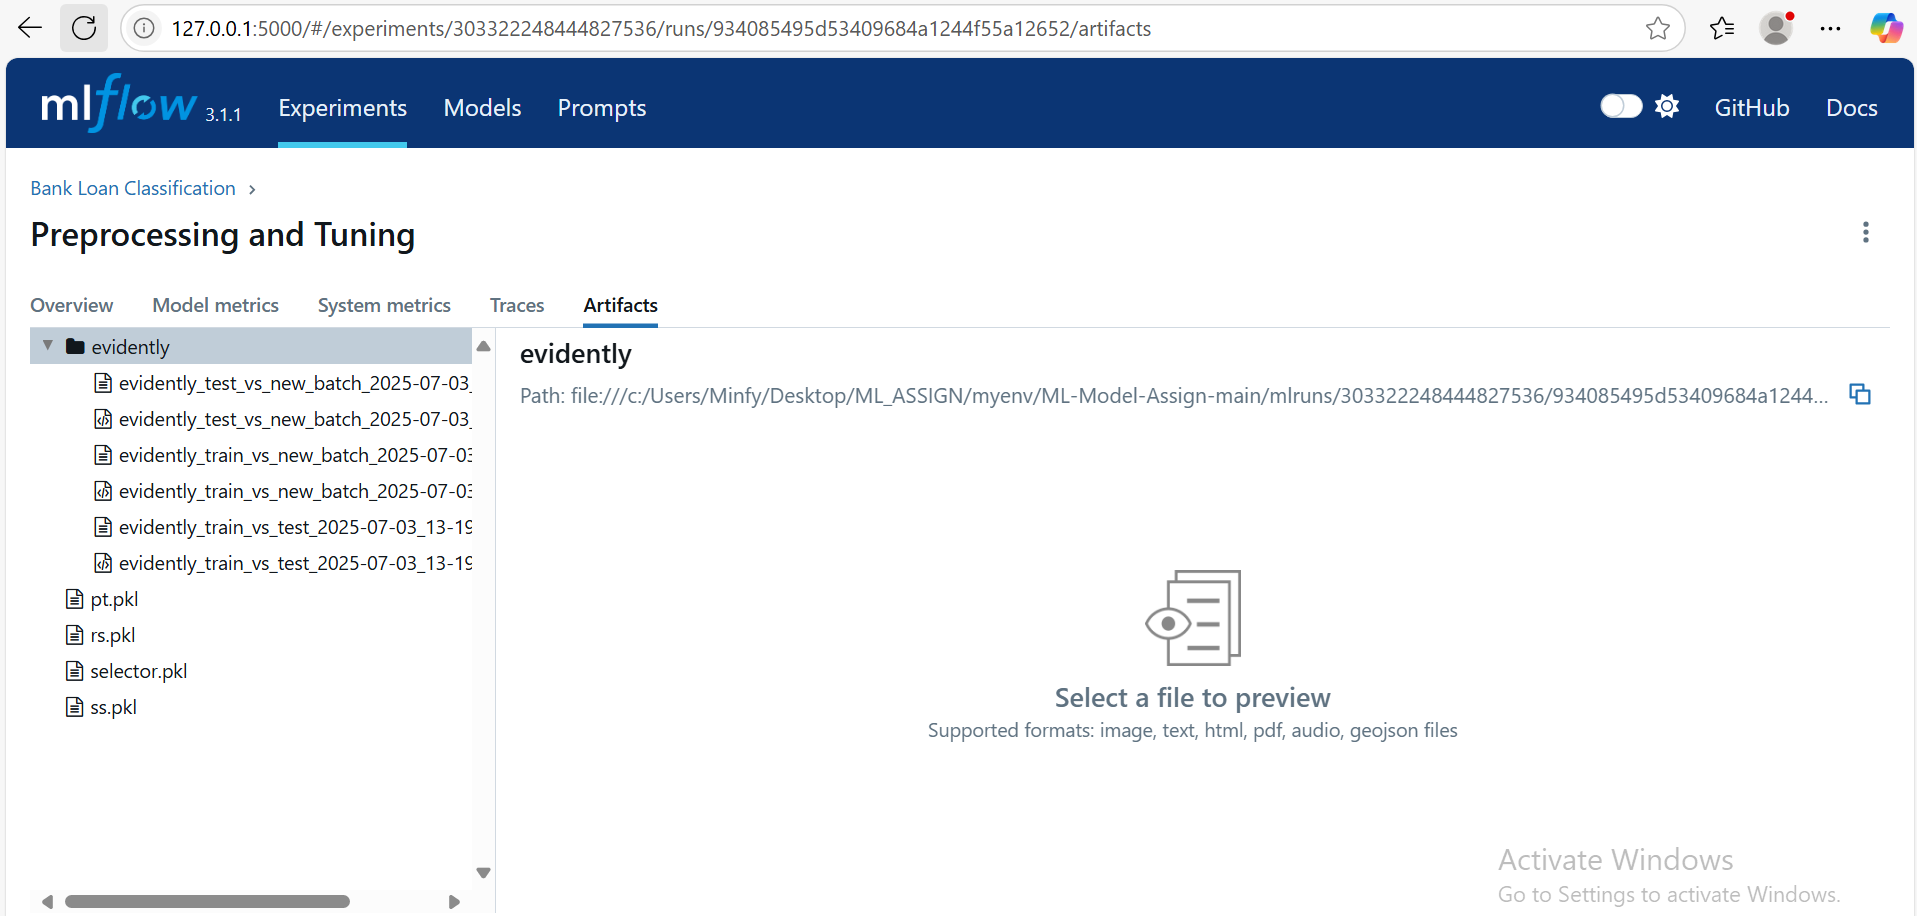 127.0.0.1:5000/#/experiments/303322248444827536/runs/934085495d53409684a1244f55a12652/artifacts
mlflow 3.1.1 Experiments Models Prompts GitHub Docs
Bank Loan Classification
Preprocessing and Tuning
Overview Model metrics System metrics Traces Artifacts
evidently
evidently_test_vs_new_batch_2025-07-03_
evidently_test_vs_new_batch_2025-07-03_
evidently_train_vs_new_batch_2025-07-03
evidently_train_vs_new_batch_2025-07-03
evidently_train_vs_test_2025-07-03_13-19
evidently_train_vs_test_2025-07-03_13-19
pt.pkl
rs.pkl
selector.pkl
ss.pkl
evidently
Path: file:///c:/Users/Minfy/Desktop/ML_ASSIGN/myenv/ML-Model-Assign-main/mlruns/303322248444827536/934085495d53409684a1244...
Select a file to preview
Supported formats: image, text, html, pdf, audio, geojson files
Activate Windows
Go to Settings to activate Windows.